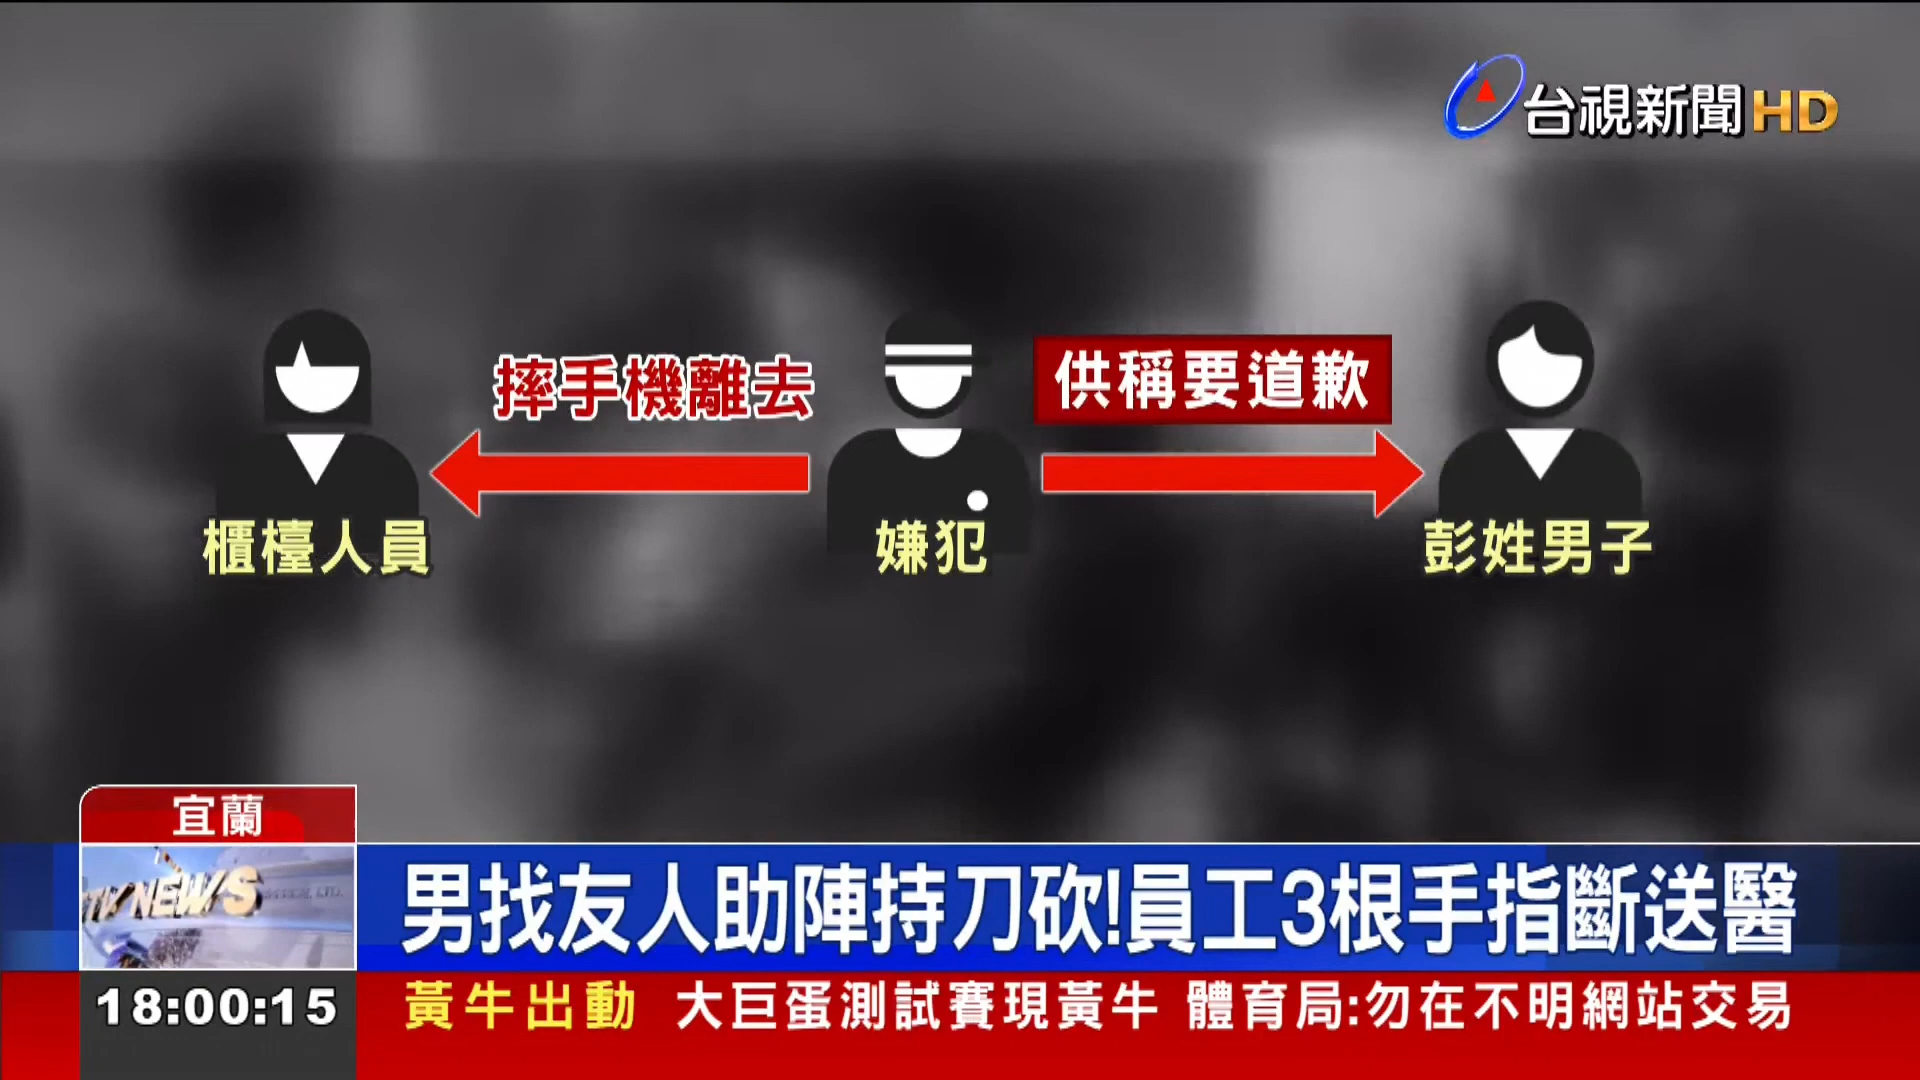 台視新聞HD
摔手機離去
供稱要道歉
櫃檯人員
嫌犯
彭姓男子
宜蘭
TTV NEWS
男找友人助陣持刀砍!員工3根手指斷送醫
18:00:15
黃牛出動 大巨蛋測試賽現黃牛 體育局:勿在不明網站交易